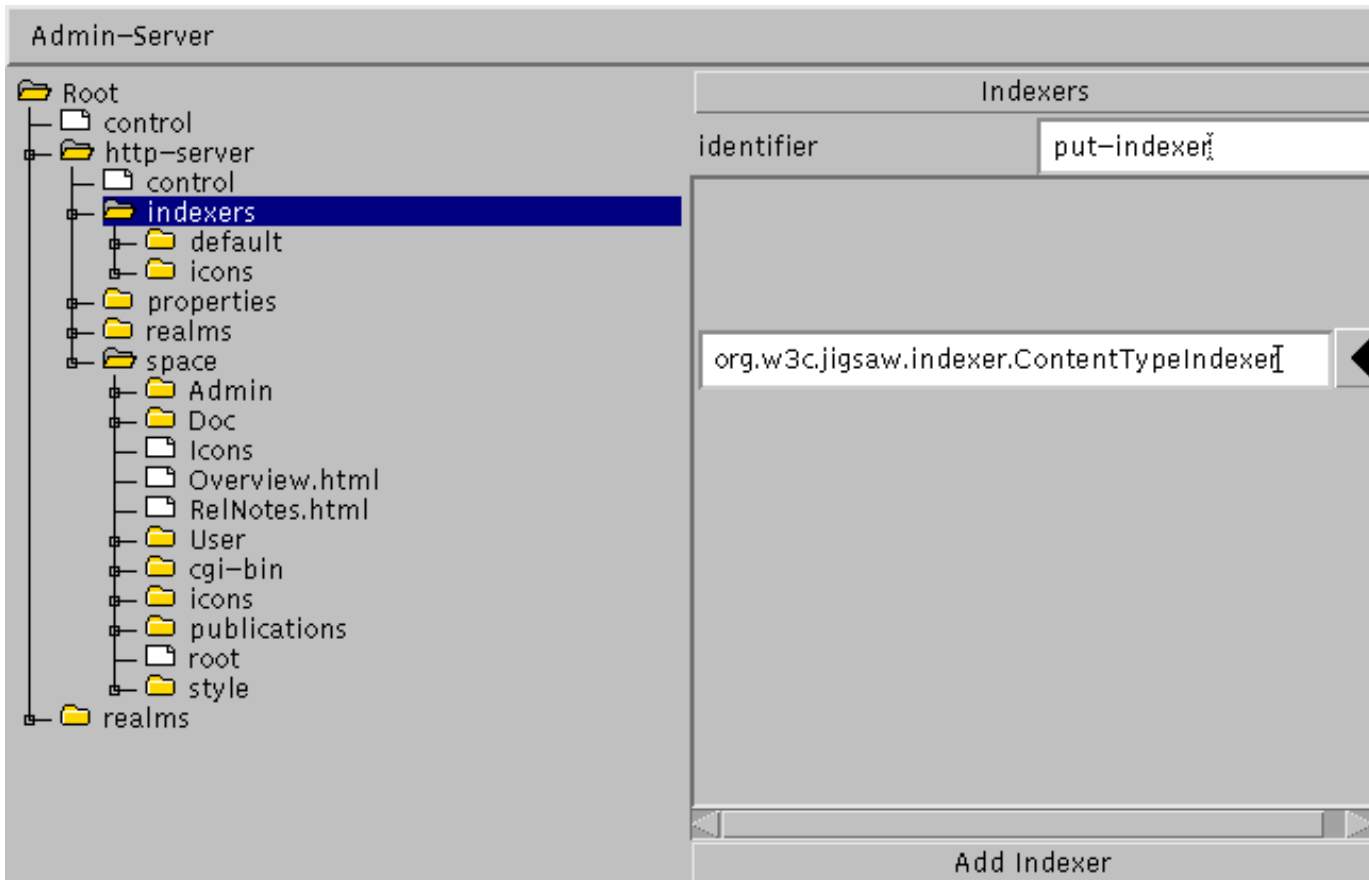 Admin-Server
Root
control
http-server
control
indexers
default
icons
properties
realms
space
Admin
Doc
Icons
Overview.html
RelNotes.html
User
cgi-bin
icons
publications
root
style
realms
Indexers
identifier put-indexer
org.w3c.jigsaw.indexer.ContentTypeIndexer
Add Indexer